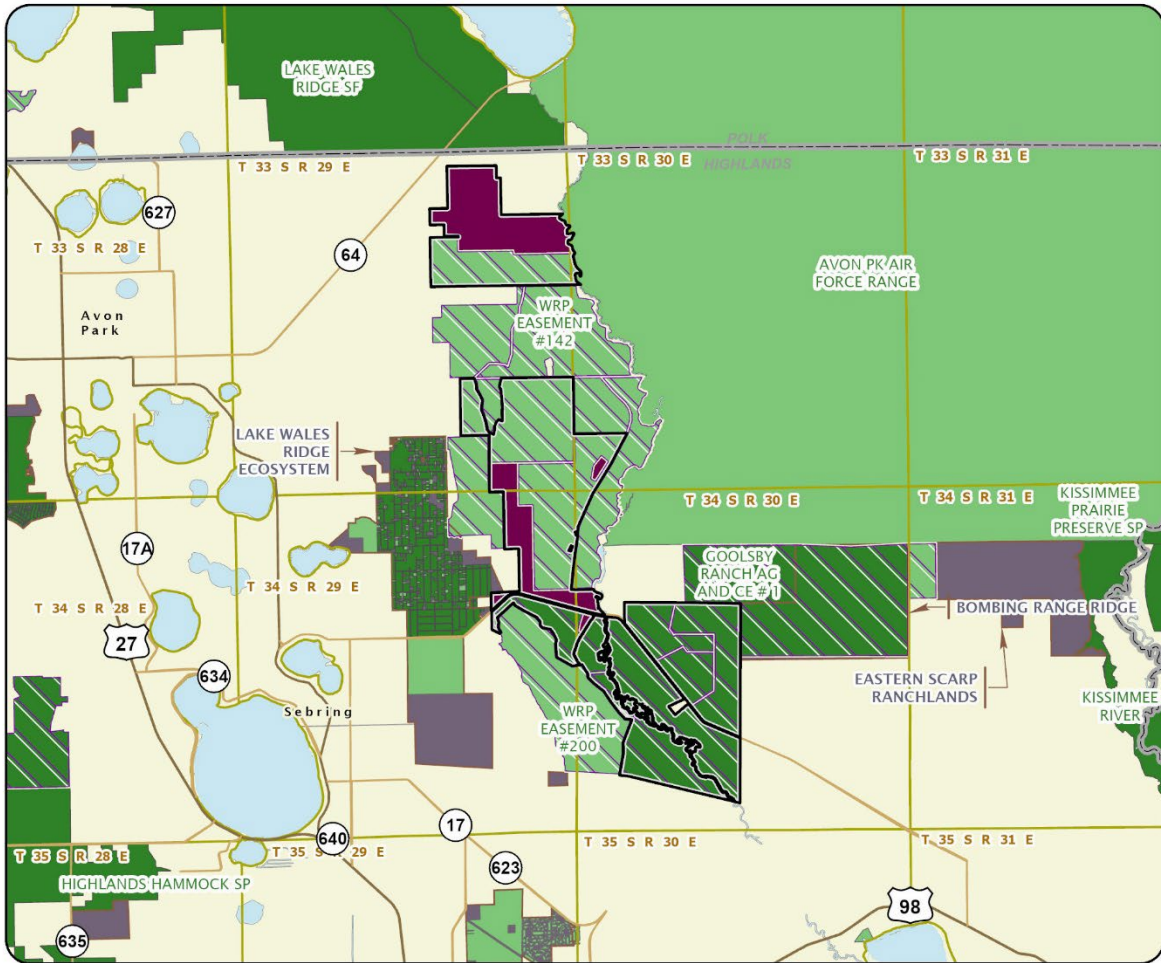 LAKE WALES
RIDGE SF
POLK
HIGHLANDS
T 33 S R 29 E
T 33 S R 30 E
T 33 S R 31 E
627
T 33 S R 28 E
64
AVON PK AIR
FORCE RANGE
WRP
EASEMENT
#142
Avon
Park
LAKE WALES
RIDGE
ECOSYSTEM
T 34 S R 30 E
T 34 S R 31 E
KISSIMMEE
PRAIRIE
PRESERVE SP
17A
GOOLSBY
RANCH AG
AND CE # 1
T 34 S R 29 E
T 34 S R 28 E
BOMBING RANGE RIDGE
27
634
EASTERN SCARP
RANCHLANDS
KISSIMMEE
RIVER
Sebring
WRP
EASEMENT
#200
17
640
T 35 S R 28 E
T 35 S R 29 E
T 35 S R 30 E
T 35 S R 31 E
623
HIGHLANDS HAMMOCK SP
98
635